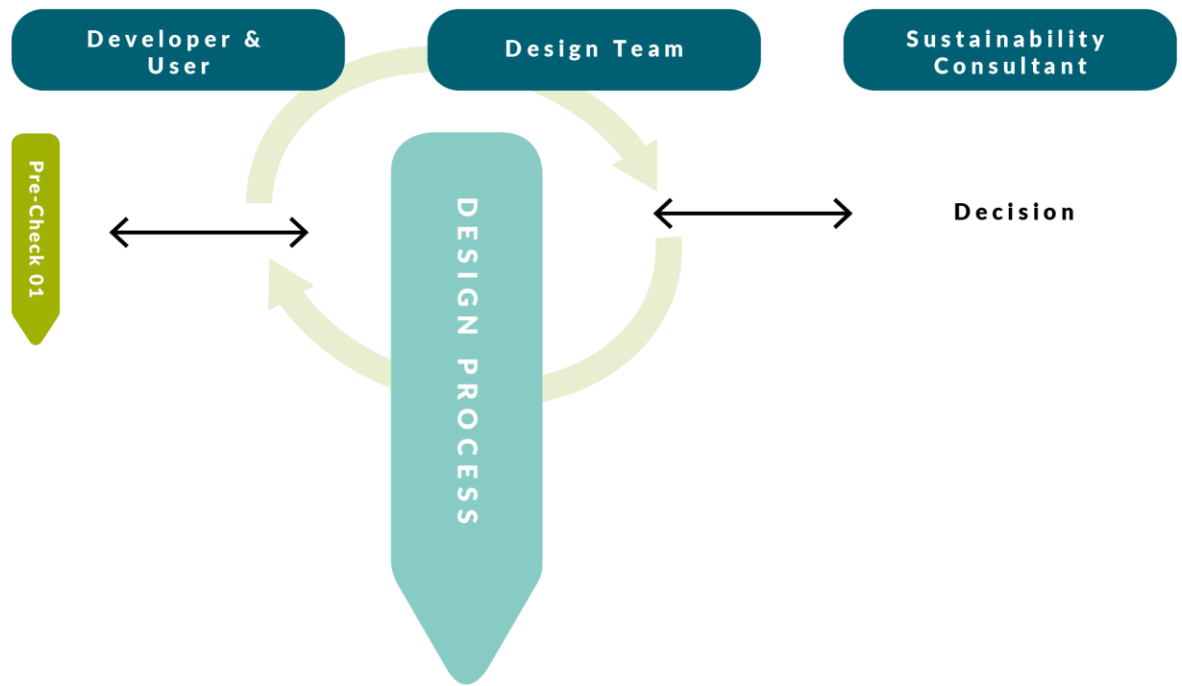 Developer &
User
Design Team
Sustainability
Consultant
Pre-Check 01
DESIGN PROCESS
Decision